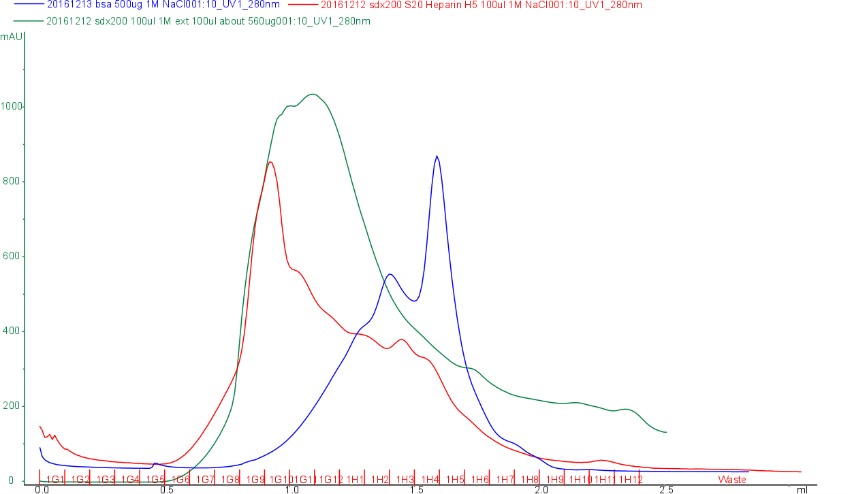 20161213 bsa 500ug 1M NaCl001:10_UV1_280nm 20161212 sdx200 S20 Heparin H5 100ul 1M NaCl001:10_UV1_280nm
20161212 sdx200 100ul 1M ext 100ul about 560ug001:10_UV1_280nm
mAU
1000
800
600
400
200
0
1G1 1G2 1G3 1G4 1G5 1G6 1G7 1G8 1G9 1G10 1G11 1G12 1H1 1H2 1H3 1H4 1H5 1H6 1H7 1H8 1H9 1H10 1H11 1H12 Waste
0.0 0.5 1.0 1.5 2.0 2.5 ml